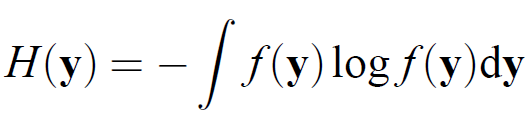 H(y) = − ∫ f(y) log f(y)dy